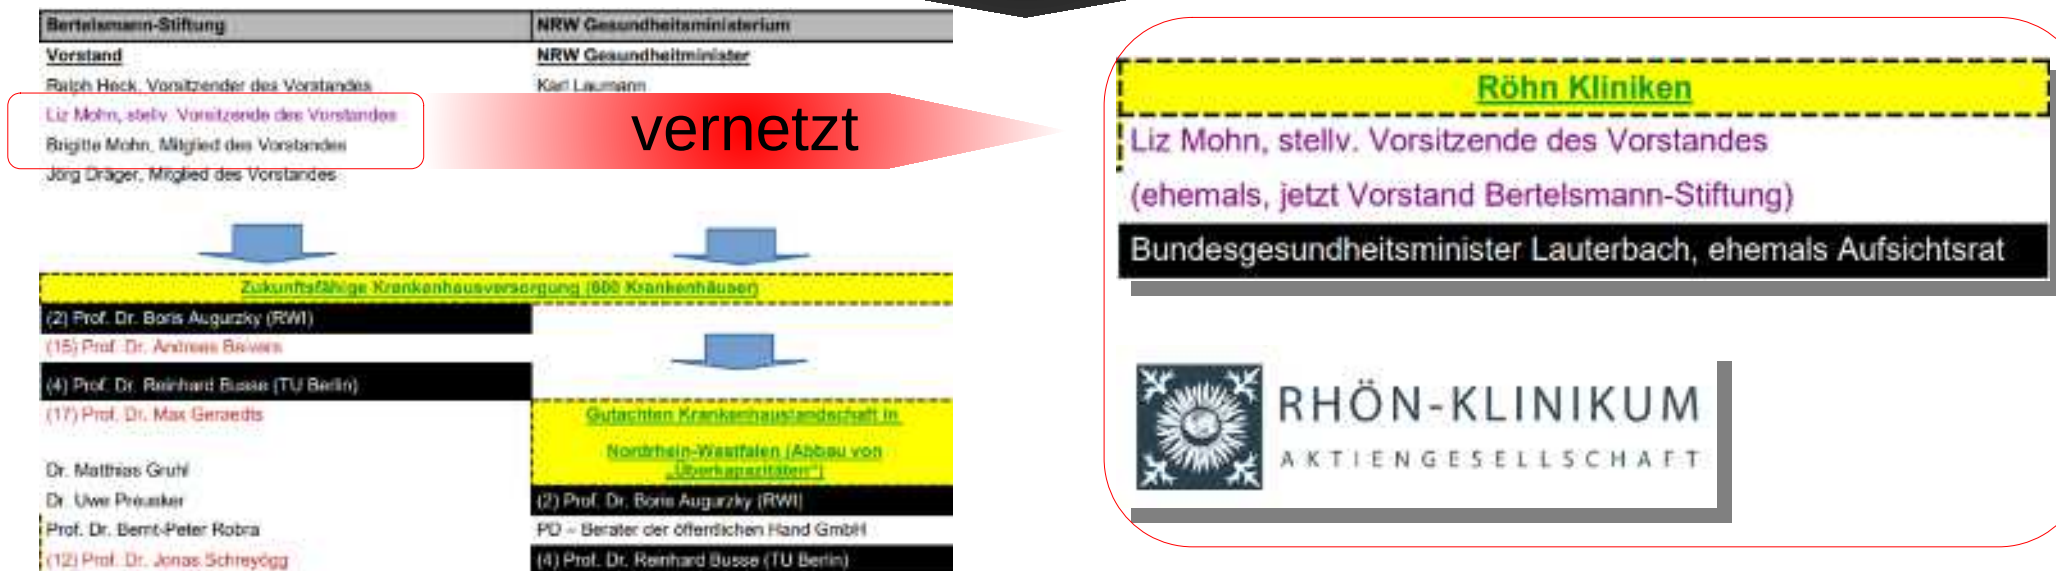 Bertelsmann-Stiftung
NRW Gesundheitsministerium
Vorstand
NRW Gesundheitminister
Ralph Heck, Vorsitzender des Vorstandes
Karl Laumann
Liz Mohn, stellv. Vorsitzende des Vorstandes
Brigitte Mohn, Mitglied des Vorstandes
Jörg Dräger, Mitglied des Vorstandes
vernetzt
Zukunftsfähige Krankenhausversorgung (600 Krankenhäuser)
(2) Prof. Dr. Boris Augurzky (RWI)
(15) Prof. Dr. Andreas Beivers
(4) Prof. Dr. Reinhard Busse (TU Berlin)
(17) Prof. Dr. Max Geraedts
Dr. Matthias Gruhl
Dr. Uwe Preusker
Prof. Dr. Bernt-Peter Robra
(12) Prof. Dr. Jonas Schreyögg
Gutachten Krankenhauslandschaft in
Nordrhein-Westfalen (Abbau von
„Überkapazitäten")
(2) Prof. Dr. Boris Augurzky (RWI)
PD – Berater der öffentlichen Hand GmbH
(4) Prof. Dr. Reinhard Busse (TU Berlin)
Röhn Kliniken
Liz Mohn, stellv. Vorsitzende des Vorstandes
(ehemals, jetzt Vorstand Bertelsmann-Stiftung)
Bundesgesundheitsminister Lauterbach, ehemals Aufsichtsrat
RHÖN-KLINIKUM
AKTIENGESELLSCHAFT